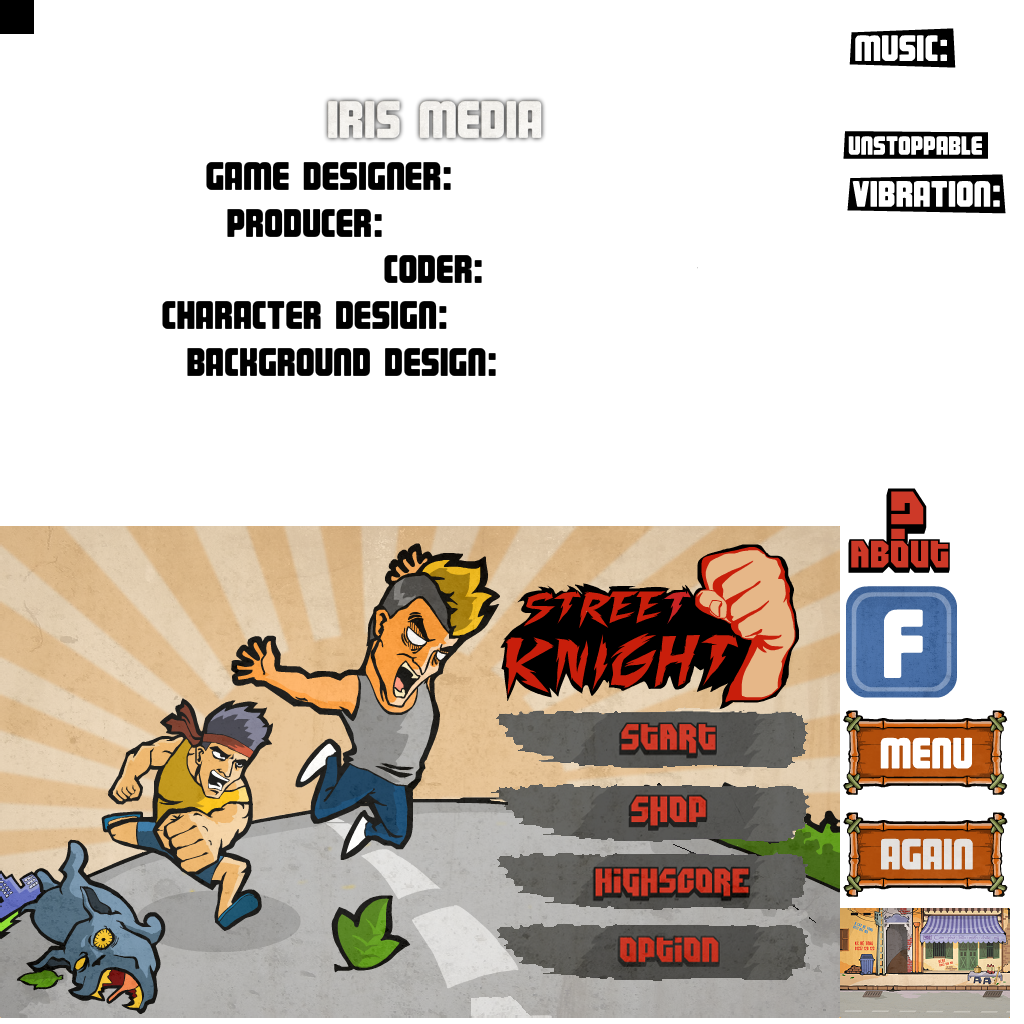 MUSIC:
IRIS MEDIA
UNSTOPPABLE
GAME DESIGNER:
VIBRATION:
PRODUCER:
CODER:
CHARACTER DESIGN:
BACKGROUND DESIGN:
?
ABOUT
STREET
KNIGHT
F
START
MENU
SHOP
AGAIN
HIGHSCORE
OPTION